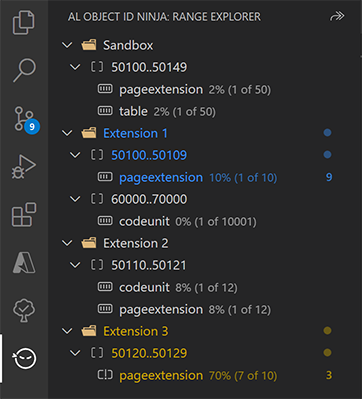 AL OBJECT ID NINJA: RANGE EXPLORER
Sandbox
50100..50149
pageextension 2% (1 of 50)
table 2% (1 of 50)
9
Extension 1
50100..50109
pageextension 10% (1 of 10) 9
60000..70000
codeunit 0% (1 of 10001)
Extension 2
50110..50121
codeunit 8% (1 of 12)
pageextension 8% (1 of 12)
Extension 3
50120..50129
pageextension 70% (7 of 10) 3